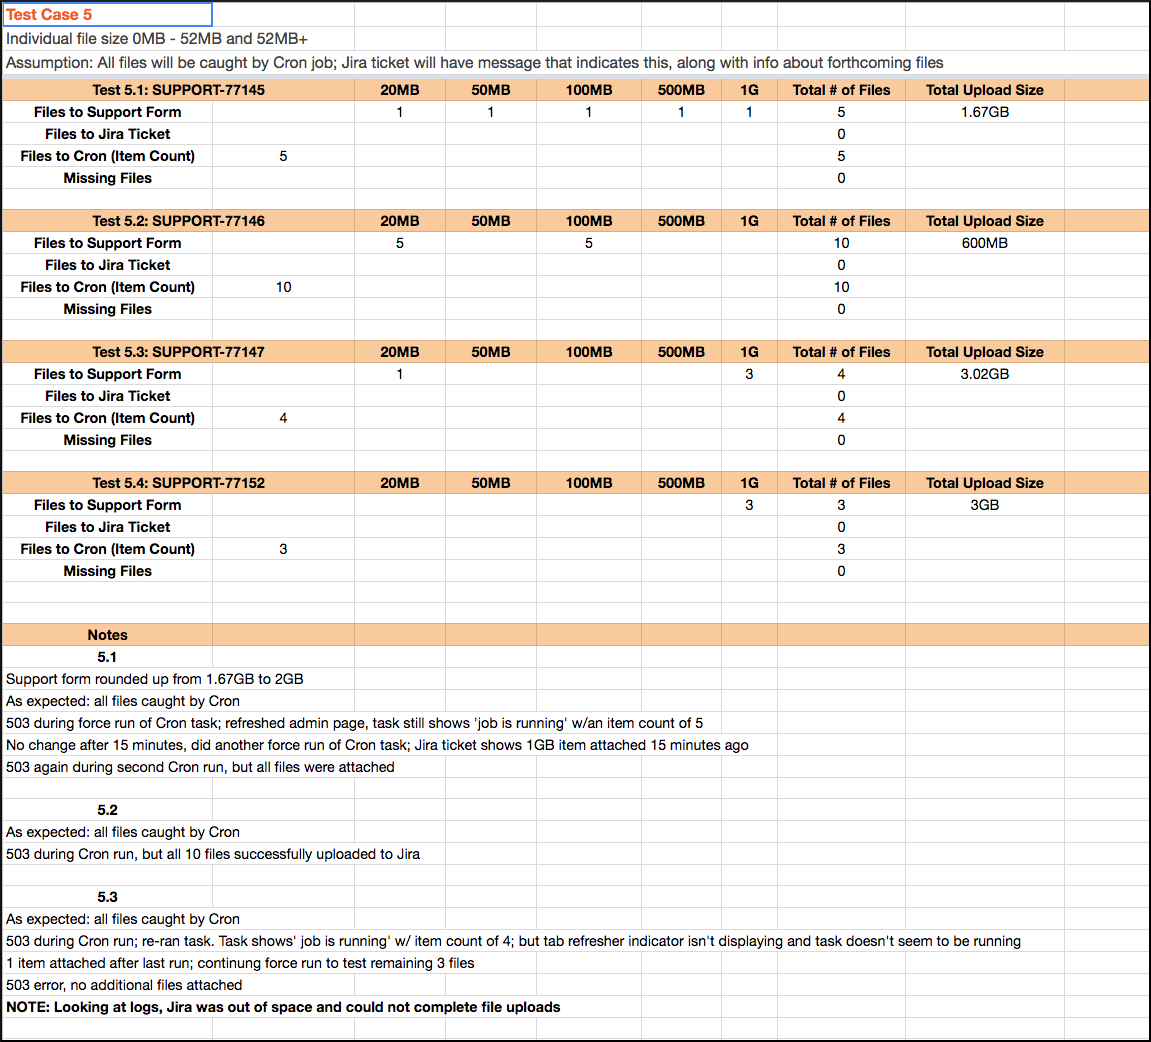 Test Case 5
Individual file size 0MB - 52MB and 52MB+
Assumption: All files will be caught by Cron job; Jira ticket will have message that indicates this, along with info about forthcoming files
Test 5.1: SUPPORT-77145 20MB 50MB 100MB 500MB 1G Total # of Files Total Upload Size
Files to Support Form 1 1 1 1 1 5 1.67GB
Files to Jira Ticket 0
Files to Cron (Item Count) 5 5
Missing Files 0
Test 5.2: SUPPORT-77146 20MB 50MB 100MB 500MB 1G Total # of Files Total Upload Size
Files to Support Form 5 5 10 600MB
Files to Jira Ticket 0
Files to Cron (Item Count) 10 10
Missing Files 0
Test 5.3: SUPPORT-77147 20MB 50MB 100MB 500MB 1G Total # of Files Total Upload Size
Files to Support Form 1 3 4 3.02GB
Files to Jira Ticket 0
Files to Cron (Item Count) 4 4
Missing Files 0
Test 5.4: SUPPORT-77152 20MB 50MB 100MB 500MB 1G Total # of Files Total Upload Size
Files to Support Form 3 3 3GB
Files to Jira Ticket 0
Files to Cron (Item Count) 3 3
Missing Files 0
Notes
5.1
Support form rounded up from 1.67GB to 2GB
As expected: all files caught by Cron
503 during force run of Cron task; refreshed admin page, task still shows 'job is running' w/an item count of 5
No change after 15 minutes, did another force run of Cron task; Jira ticket shows 1GB item attached 15 minutes ago
503 again during second Cron run, but all files were attached
5.2
As expected: all files caught by Cron
503 during Cron run, but all 10 files successfully uploaded to Jira
5.3
As expected: all files caught by Cron
503 during Cron run; re-ran task. Task shows' job is running' w/ item count of 4; but tab refresher indicator isn't displaying and task doesn't seem to be running
1 item attached after last run; continung force run to test remaining 3 files
503 error, no additional files attached
NOTE: Looking at logs, Jira was out of space and could not complete file uploads